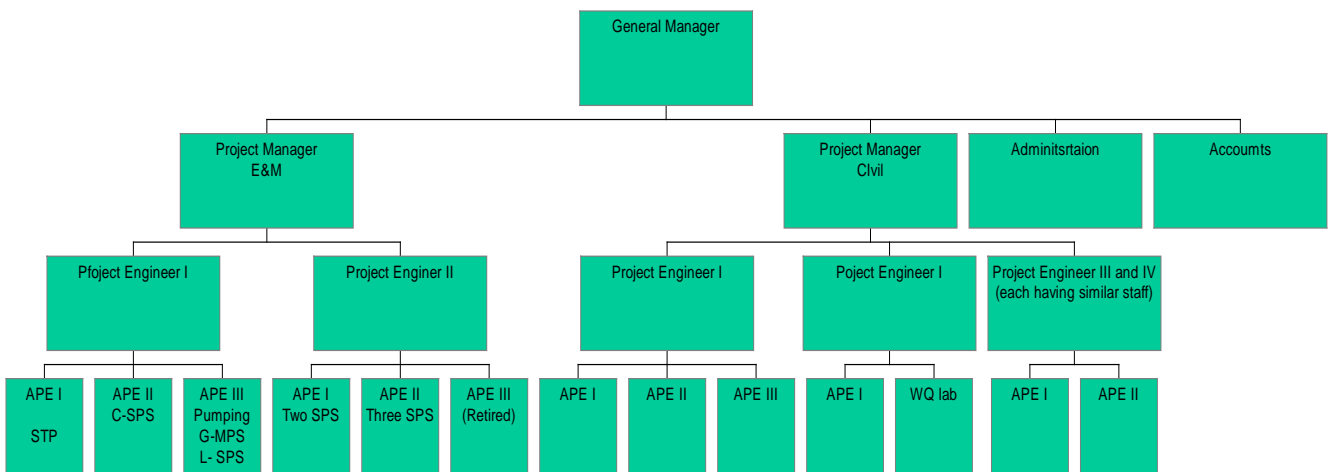 General Manager
Project Manager
E&M
Project Manager
CIvil
Adminitsrtaion
Accoumts
Pfoject Engineer I
Project Enginer II
Project Engineer I
Poject Engineer I
Project Engineer III and IV
(each having similar staff)
APE I
STP
APE II
C-SPS
APE III
Pumping
G-MPS
L- SPS
APE I
Two SPS
APE II
Three SPS
APE III
(Retired)
APE I
APE II
APE III
APE I
WQ lab
APE I
APE II